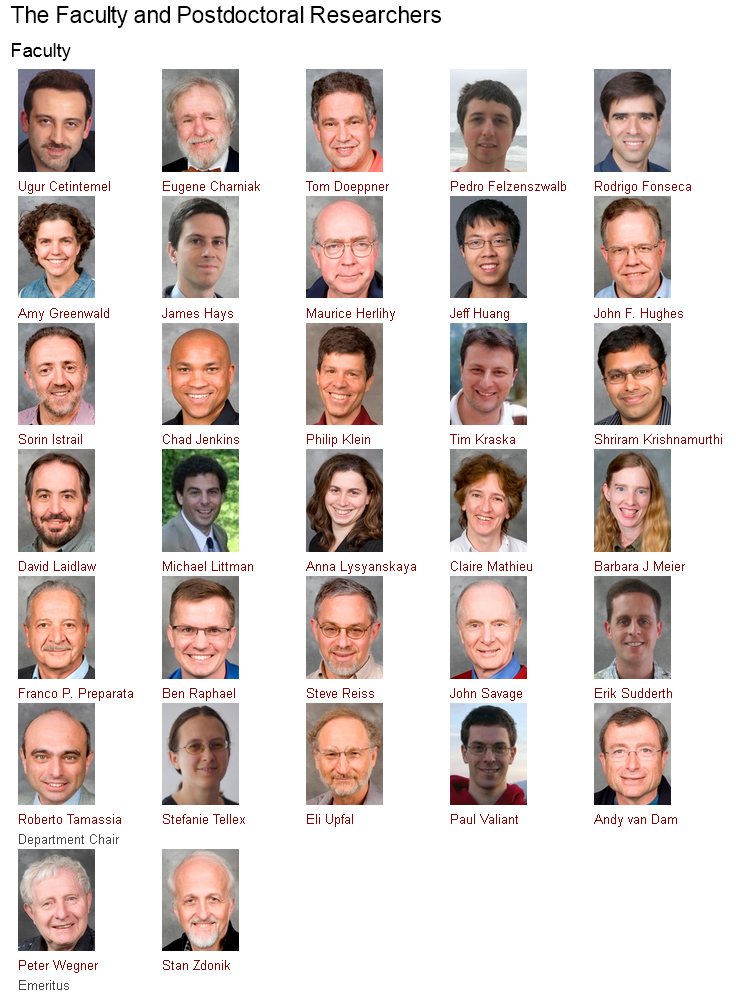 The Faculty and Postdoctoral Researchers
Faculty
Ugur Cetintemel
Eugene Charniak
Tom Doeppner
Pedro Felzenszwalb
Rodrigo Fonseca
Amy Greenwald
James Hays
Maurice Herlihy
Jeff Huang
John F. Hughes
Sorin Istrail
Chad Jenkins
Philip Klein
Tim Kraska
Shriram Krishnamurthi
David Laidlaw
Michael Littman
Anna Lysyanskaya
Claire Mathieu
Barbara J Meier
Franco P. Preparata
Ben Raphael
Steve Reiss
John Savage
Erik Sudderth
Roberto Tamassia
Department Chair
Stefanie Tellex
Eli Upfal
Paul Valiant
Andy van Dam
Peter Wegner
Emeritus
Stan Zdonik